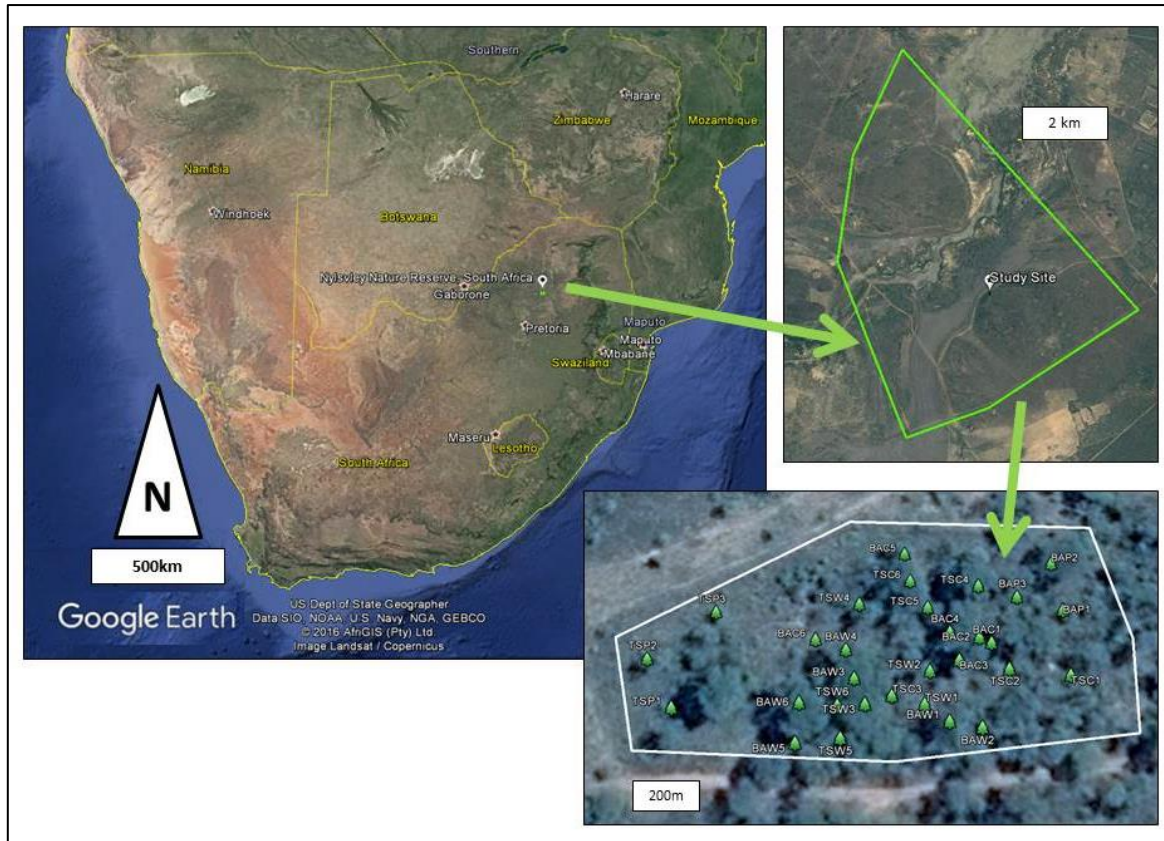 Southern
Harare
Zimbabwe
Mozambique
Namibia
Windhoek
Botswana
Nylsvley Nature Reserve, South Africa
Gaborone
Pretoria
Maputo
Maputo
Mbabane
Swaziland
Maseru
Lesotho
South Africa
N
500km
Google Earth
US Dept of State Geographer
Data SIO, NOAA, U.S. Navy, NGA, GEBCO
© 2016 AfriGIS (Pty) Ltd.
Image Landsat / Copernicus
2 km
Study Site
BAC5
BAP2
TSC6
TSC4
BAP3
TSP3
TSW4
TSC5
BAP1
BAC4
BAC6
BAW4
BAC2
BAC1
TSP2
BAW3
TSW2
BAC3
TSC2
TSC1
TSP1
BAW6
TSW6
TSC3
TSW1
TSW3
BAW1
BAW2
BAW5
TSW5
200m